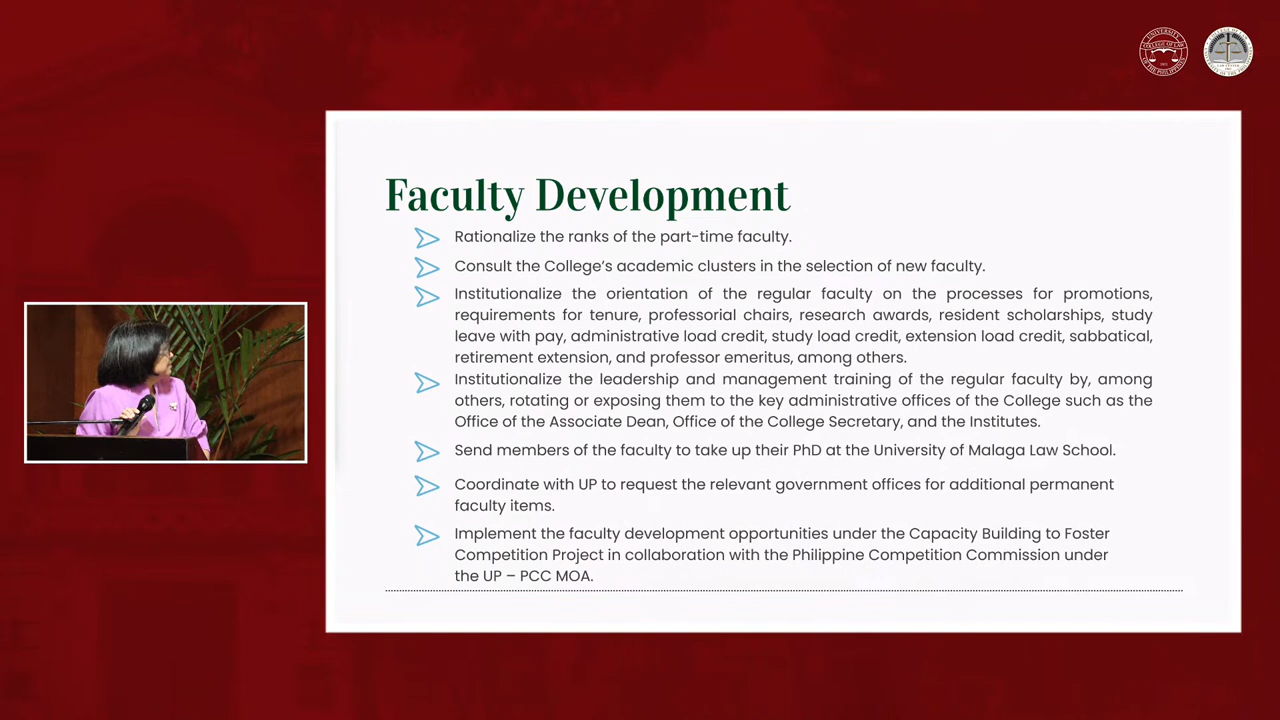 UNIVERSITY
COLLEGE OF LAW
OF THE PHILIPPINES
Faculty Development
Rationalize the ranks of the part-time faculty.
Consult the College’s academic clusters in the selection of new faculty.
Institutionalize the orientation of the regular faculty on the processes for promotions,
requirements for tenure, professorial chairs, research awards, resident scholarships, study
leave with pay, administrative load credit, study load credit, extension load credit, sabbatical,
retirement extension, and professor emeritus, among others.
Institutionalize the leadership and management training of the regular faculty by, among
others, rotating or exposing them to the key administrative offices of the College such as the
Office of the Associate Dean, Office of the College Secretary, and the Institutes.
Send members of the faculty to take up their PhD at the University of Malaga Law School.
Coordinate with UP to request the relevant government offices for additional permanent
faculty items.
Implement the faculty development opportunities under the Capacity Building to Foster
Competition Project in collaboration with the Philippine Competition Commission under
the UP – PCC MOA.